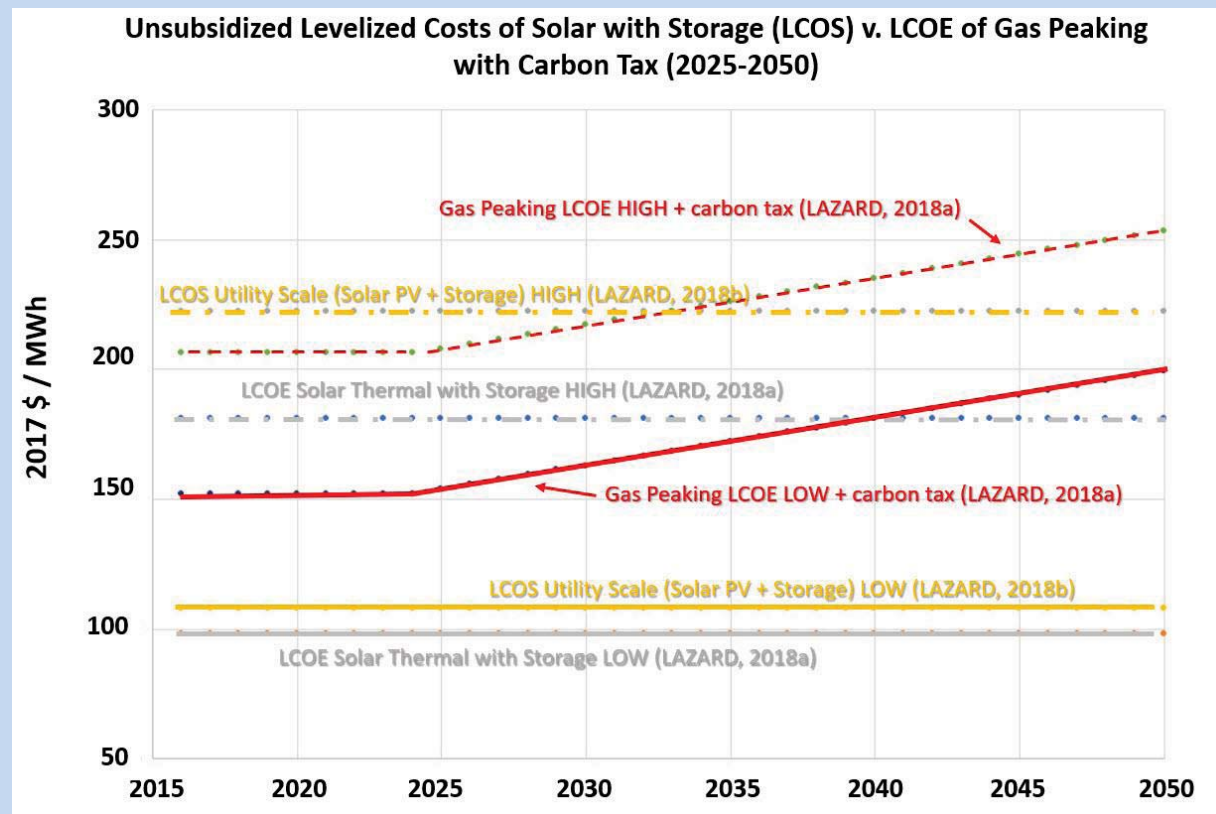 Unsubsidized Levelized Costs of Solar with Storage (LCOS) v. LCOE of Gas Peaking
with Carbon Tax (2025-2050)
300
Gas Peaking LCOE HIGH + carbon tax (LAZARD, 2018a)
250
LCOS Utility Scale (Solar PV + Storage) HIGH (LAZARD, 2018b)
200
LCOE Solar Thermal with Storage HIGH (LAZARD, 2018a)
2017 $ / MWh
150
Gas Peaking LCOE LOW + carbon tax (LAZARD, 2018a)
LCOS Utility Scale (Solar PV + Storage) LOW (LAZARD, 2018b)
100
LCOE Solar Thermal with Storage LOW (LAZARD, 2018a)
50
2015 2020 2025 2030 2035 2040 2045 2050